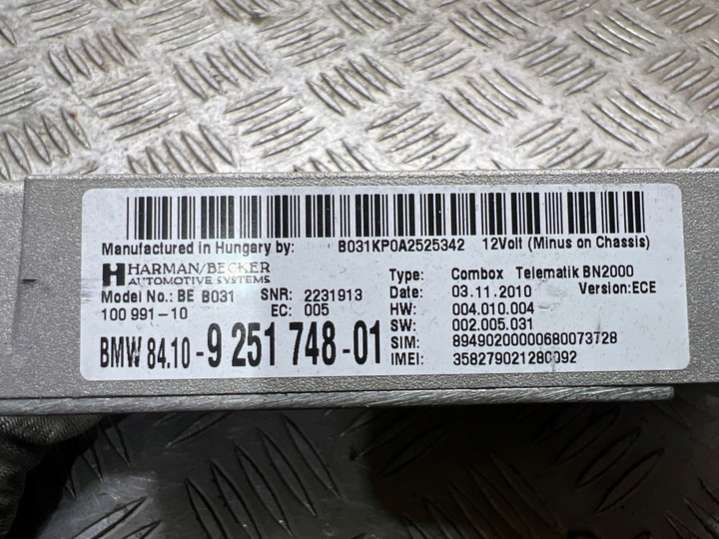 Manufactured in Hungary by: B031KP0A2525342 12Volt (Minus on Chassis)
HARMAN/BECKER
AUTOMOTIVE SYSTEMS
Model No.: BE B031 SNR: 2231913
100 991-10 EC: 005
BMW 84.10-9 251 748-01
Type: Combox Telematik BN2000
Date: 03.11.2010 Version:ECE
HW: 004.010.004
SW: 002.005.031
SIM: 89490200000680073728
IMEI: 358279021280092